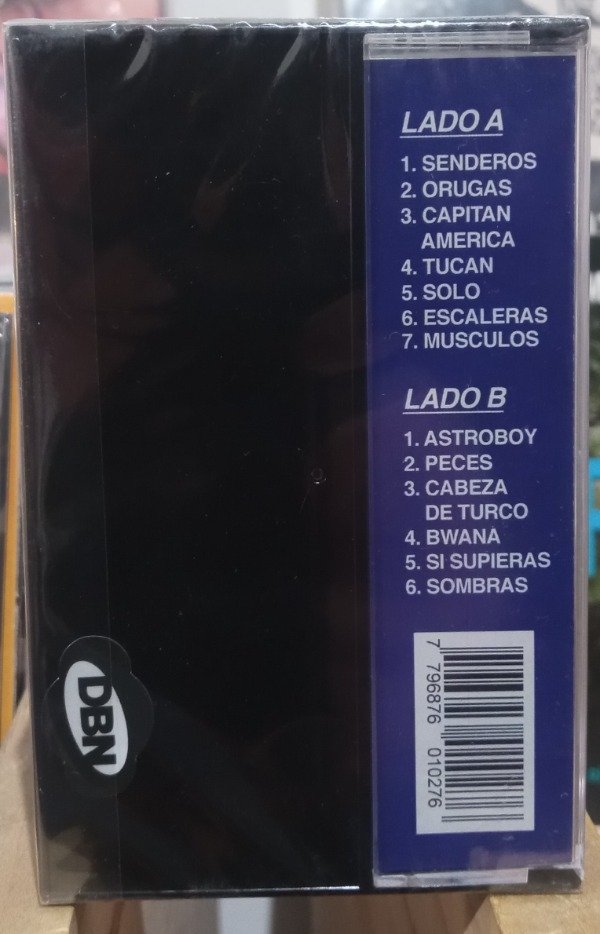 LADO A
1. SENDEROS
2. ORUGAS
3. CAPITAN
AMERICA
4. TUCAN
5. SOLO
6. ESCALERAS
7. MUSCULOS
LADO B
1. ASTROBOY
2. PECES
3. CABEZA
DE TURCO
4. BWANA
5. SI SUPIERAS
6. SOMBRAS
7 796876 010276
DBN